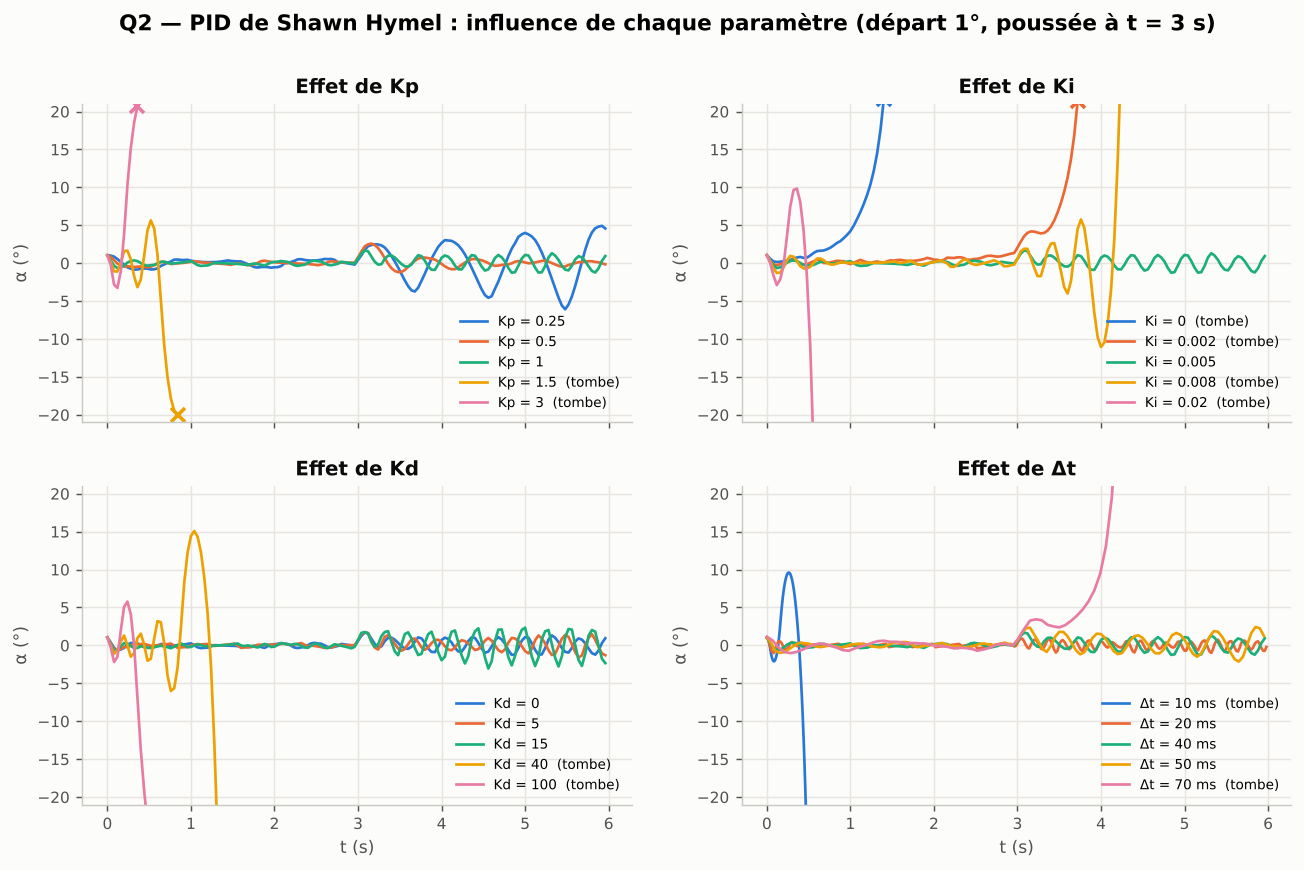 Q2 — PID de Shawn Hymel : influence de chaque paramètre (départ 1°, poussée à t = 3 s)
Effet de Kp
20
15
10
5
0
−5
−10
−15
−20
α (°)
Kp = 0.25
Kp = 0.5
Kp = 1
Kp = 1.5  (tombe)
Kp = 3  (tombe)
Effet de Ki
20
15
10
5
0
−5
−10
−15
−20
α (°)
Ki = 0  (tombe)
Ki = 0.002  (tombe)
Ki = 0.005
Ki = 0.008  (tombe)
Ki = 0.02  (tombe)
Effet de Kd
20
15
10
5
0
−5
−10
−15
−20
α (°)
Kd = 0
Kd = 5
Kd = 15
Kd = 40  (tombe)
Kd = 100  (tombe)
0 1 2 3 4 5 6
t (s)
Effet de Δt
20
15
10
5
0
−5
−10
−15
−20
α (°)
Δt = 10 ms  (tombe)
Δt = 20 ms
Δt = 40 ms
Δt = 50 ms
Δt = 70 ms  (tombe)
0 1 2 3 4 5 6
t (s)